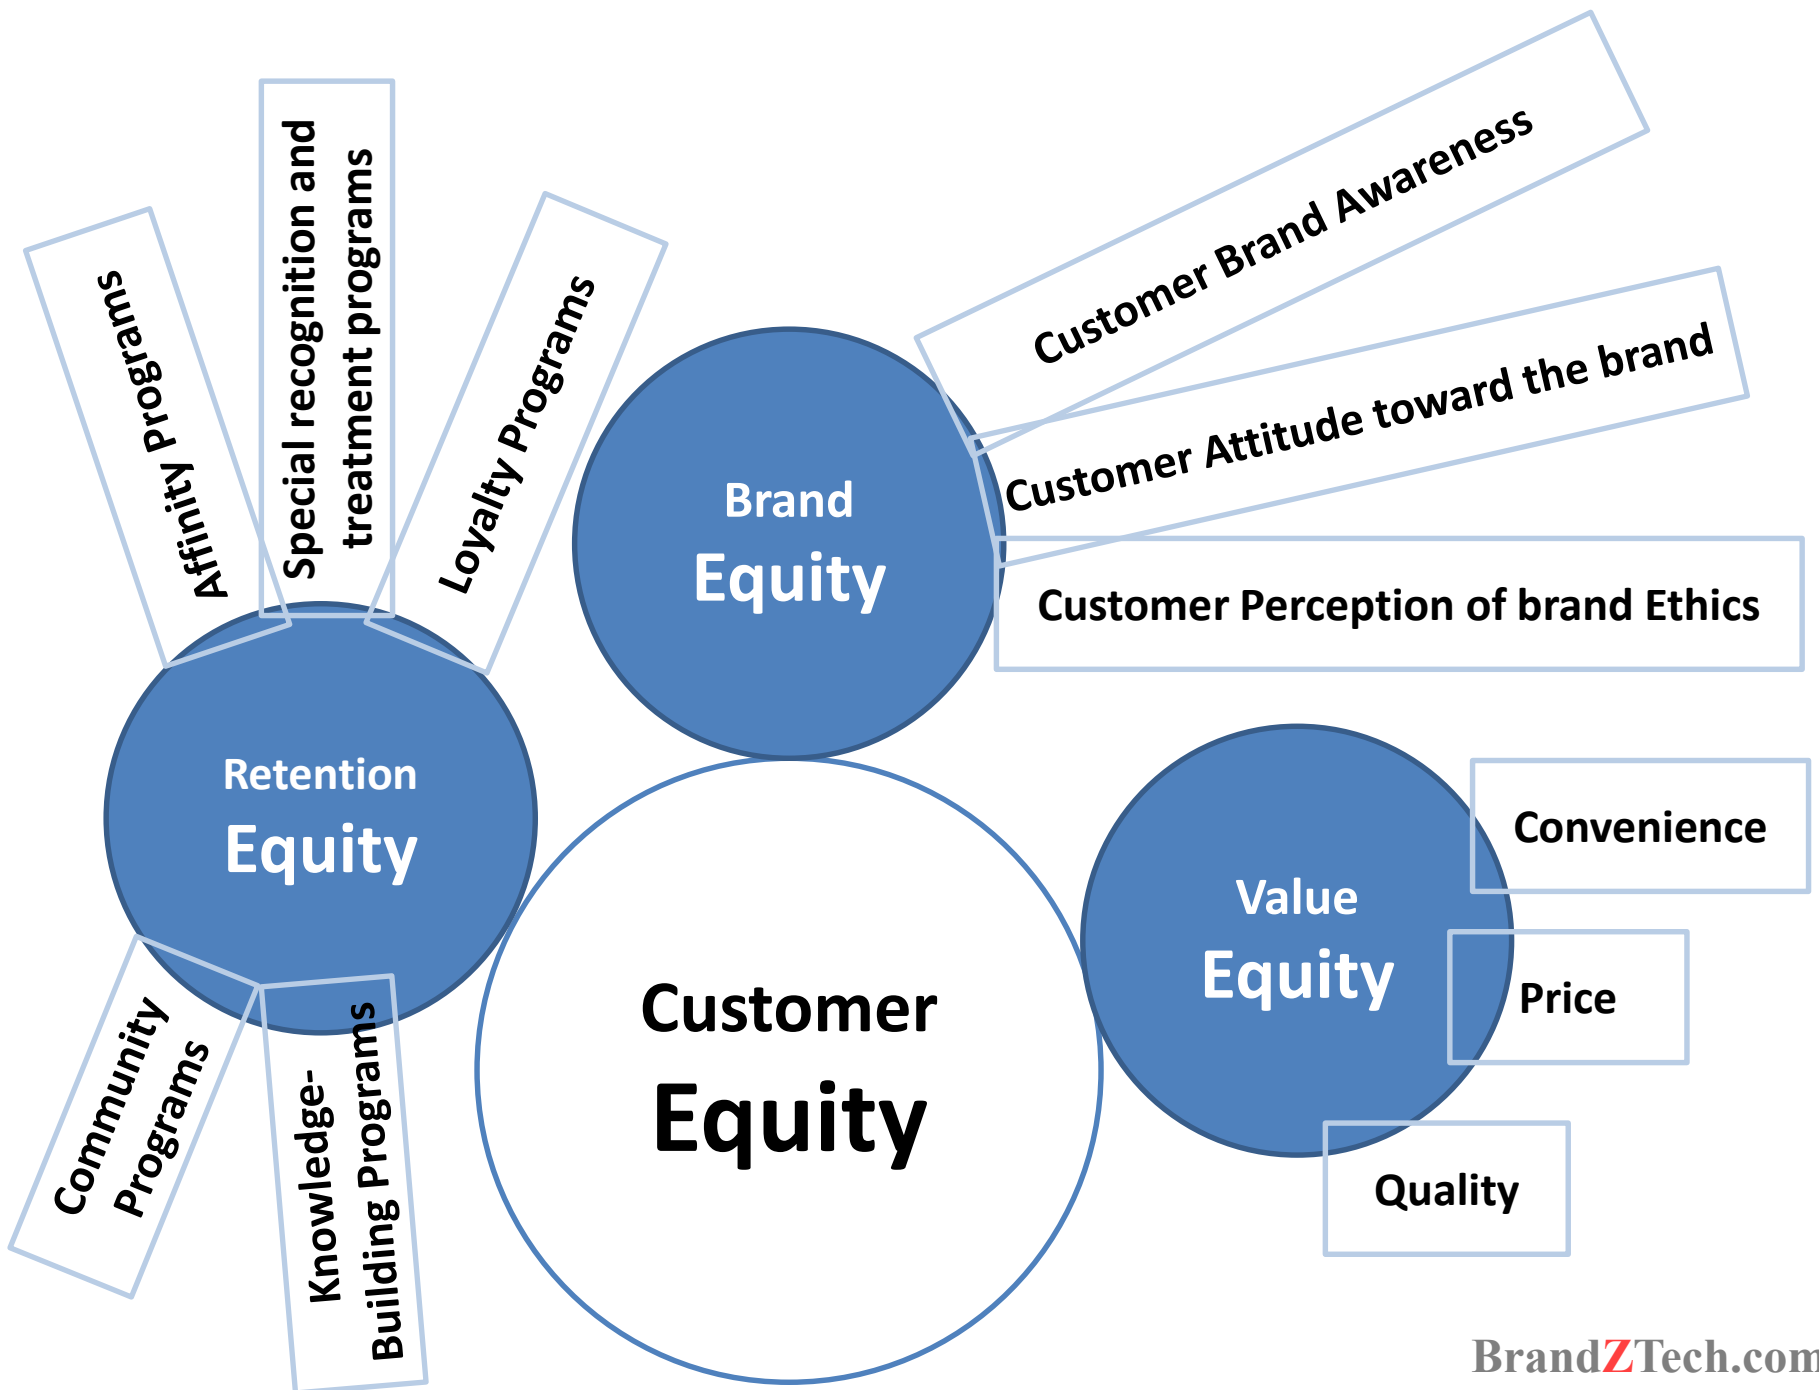 Affinity Programs
Special recognition and
treatment programs
Loyalty Programs
Customer Brand Awareness
Customer Attitude toward the brand
Customer Perception of brand Ethics
Brand
Equity
Retention
Equity
Value
Equity
Convenience
Price
Quality
Community
Programs
Knowledge-
Building Programs
Customer
Equity
BrandZTech.com